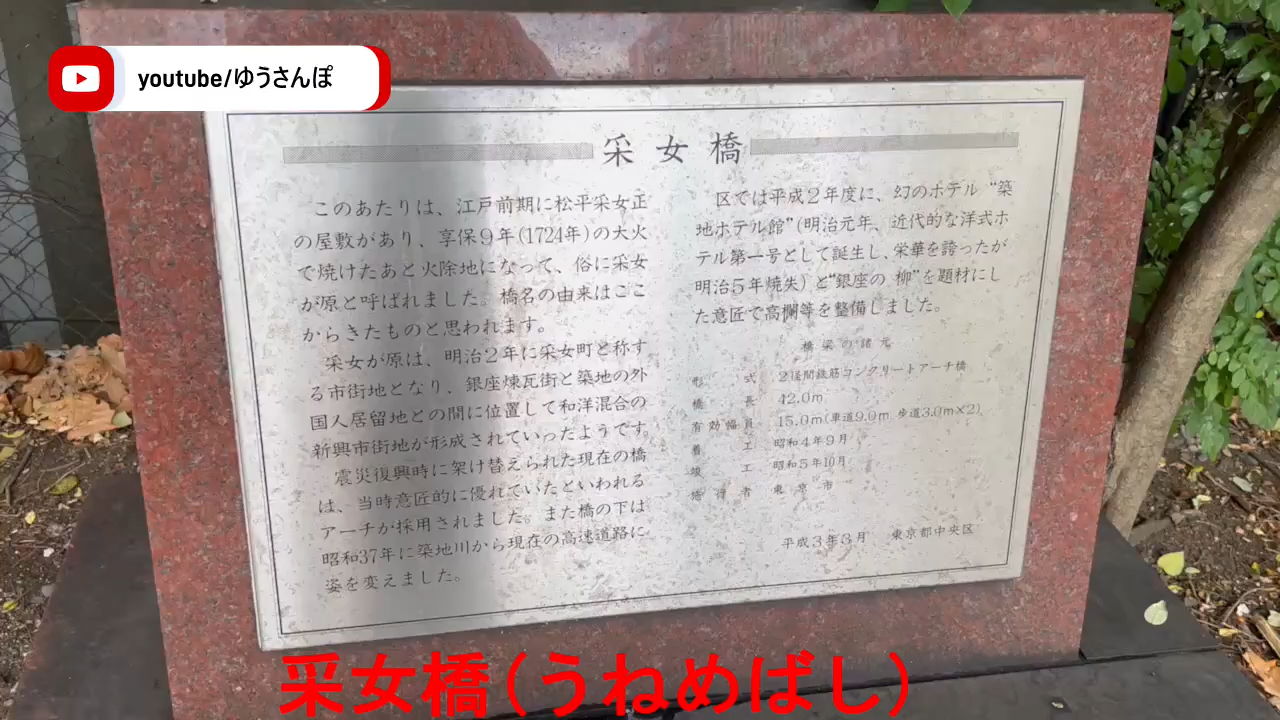 youtube/ゆうさんぽ
采女橋
このあたりは、江戸前期に松平采女正
の屋敷があり、享保9年(1724年)の大火
で焼けたあと火除地になって、俗に采女
が原と呼ばれました。橋名の由来はここ
からきたものと思われます。
采女が原は、明治2年に采女町と称す
る市街地となり、銀座煉瓦街と築地の外
国人居留地との間に位置して和洋混合の
新興市街地が形成されていったようです。
震災復興時に架け替えられた現在の橋
は、当時意匠的に優れていたといわれる
アーチが採用されました。また橋の下は
昭和37年に築地川から現在の高速道路に
姿を変えました。
区では平成2年度に、幻のホテル“築
地ホテル館”(明治元年、近代的な洋式ホ
テル第一号として誕生し、栄華を誇ったが
明治5年焼失)と“銀座の柳”を題材にし
た意匠で高欄等を整備しました。
橋梁の諸元
形式 2径間鉄筋コンクリートアーチ橋
橋長 42.0m
有効幅員 15.0m(車道9.0m 歩道3.0m×2)
着工 昭和4年9月
竣工 昭和5年10月
施行者 東京市
平成3年3月 東京都中央区
采女橋(うねめばし)